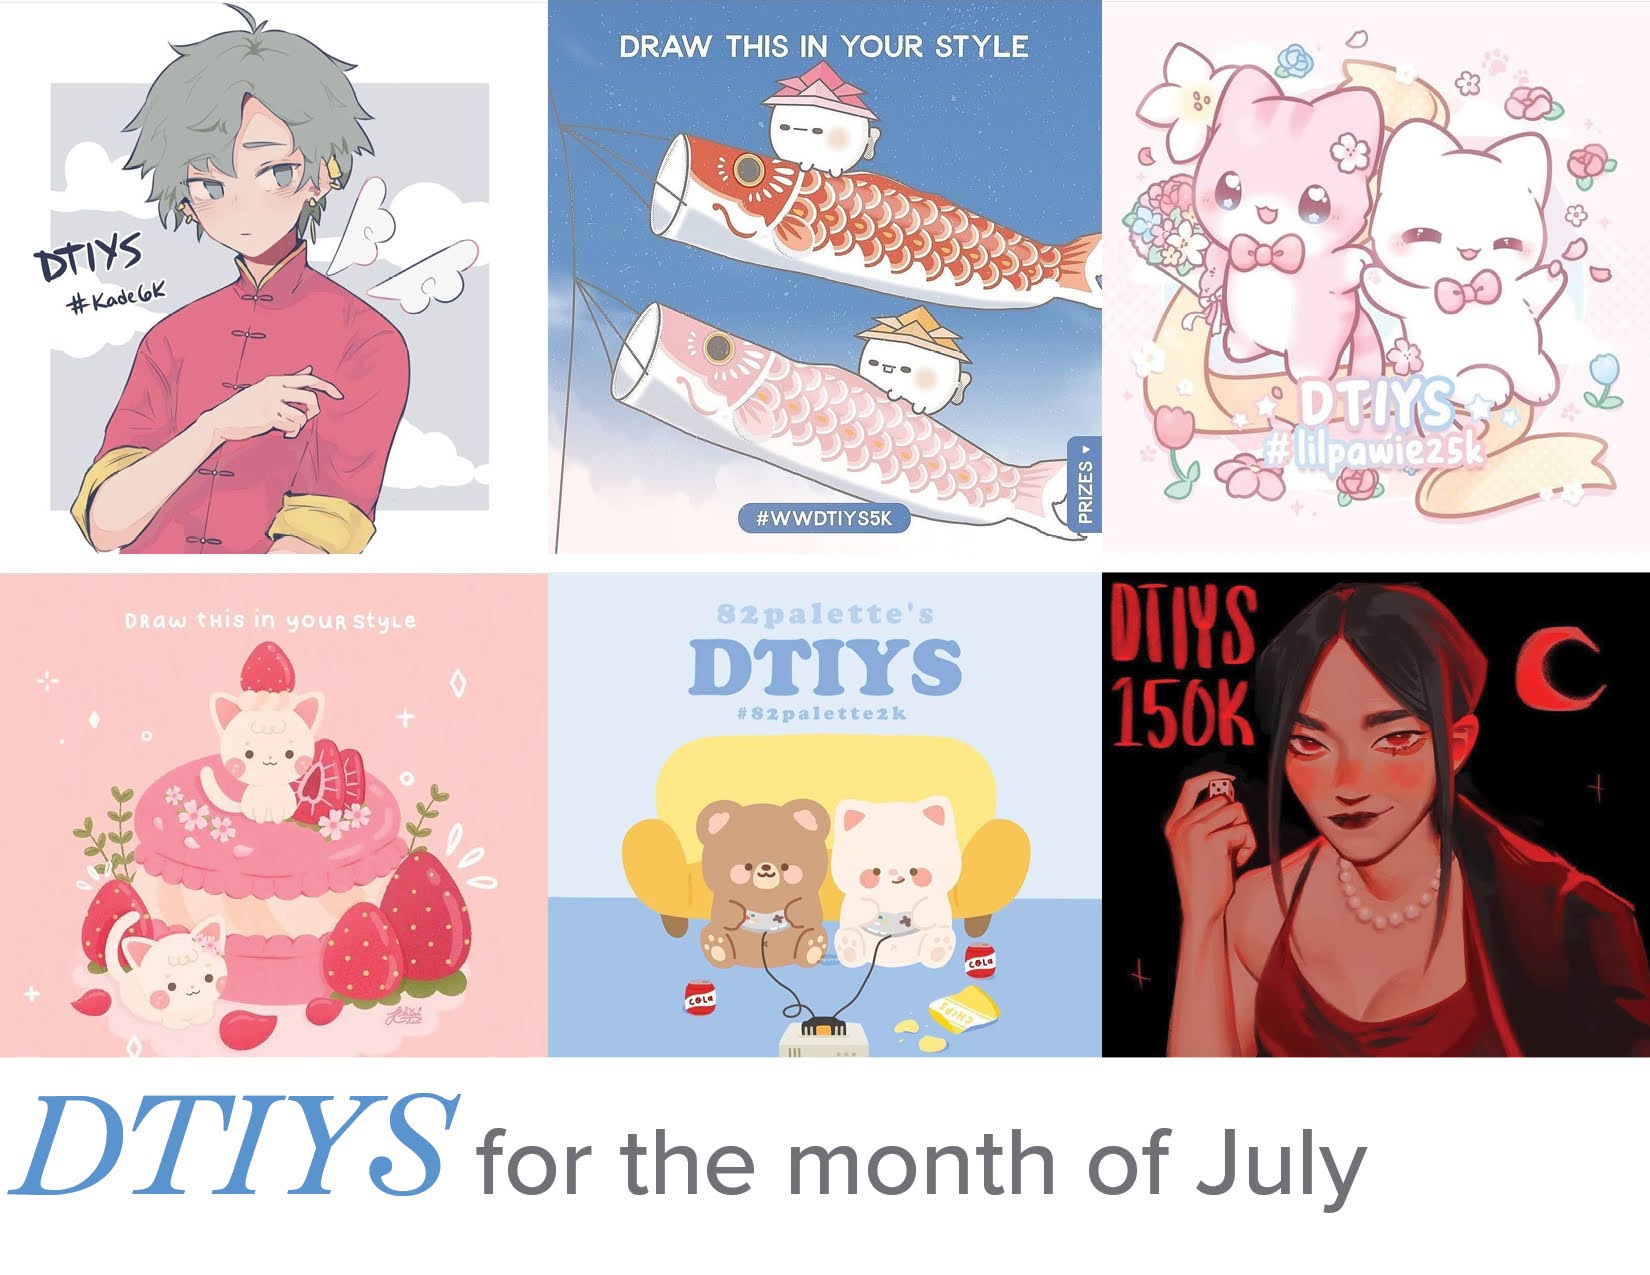 DTIYS
#Kade6K
DRAW THIS IN YOUR STYLE
PRIZES
#WWDTIYS5K
DTIYS
#lilpawie25k
DRaw tHis in youR style
82palette's
DTIYS
#82palette2k
COLA
COLA
CHIPS
DTIYS
150K
DTIYS for the month of July